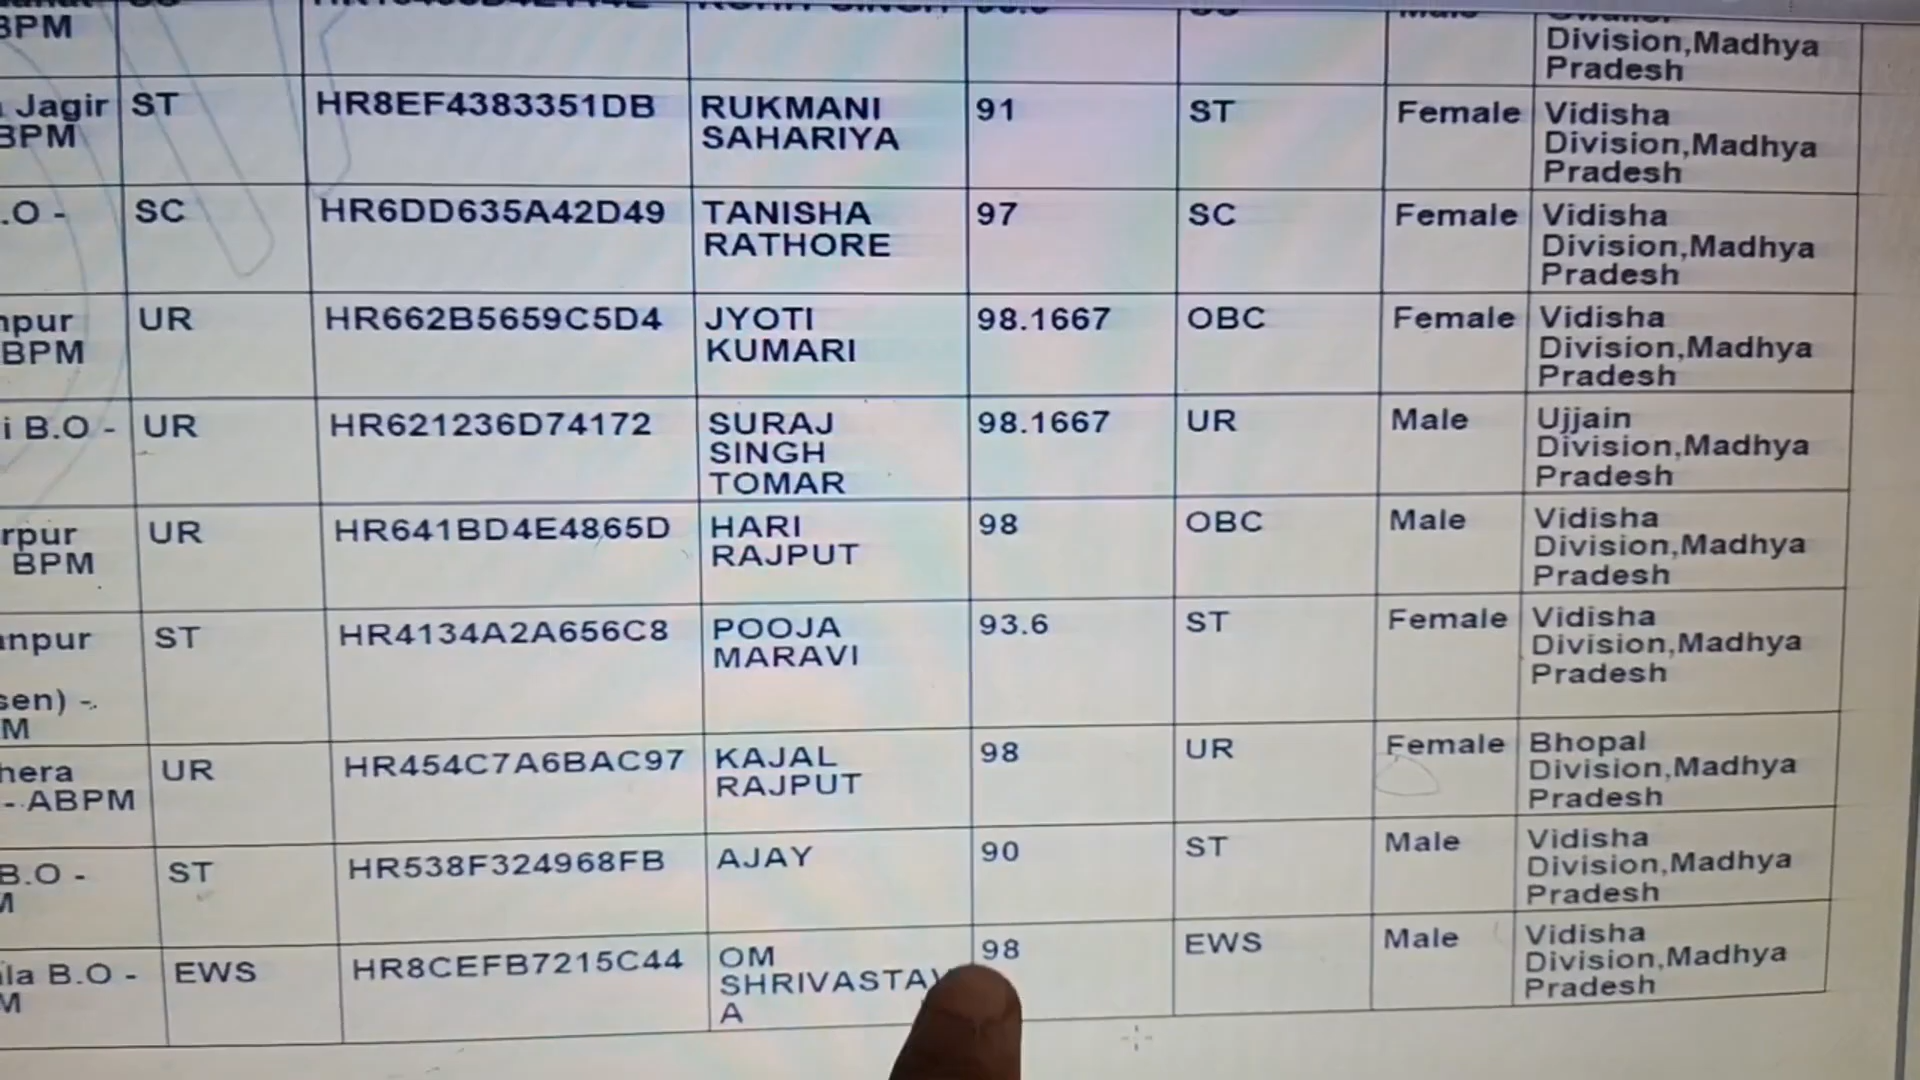 BPM
Division,Madhya
Pradesh
Jagir ST HR8EF4383351DB RUKMANI 91 ST Female Vidisha
BPM SAHARIYA Division,Madhya
Pradesh
.O - SC HR6DD635A42D49 TANISHA 97 SC Female Vidisha
RATHORE Division,Madhya
Pradesh
npur UR HR662B5659C5D4 JYOTI 98.1667 OBC Female Vidisha
BPM KUMARI Division,Madhya
Pradesh
i B.O - UR HR621236D74172 SURAJ 98.1667 UR Male Ujjain
SINGH Division,Madhya
TOMAR Pradesh
rpur UR HR641BD4E4865D HARI 98 OBC Male Vidisha
BPM RAJPUT Division,Madhya
Pradesh
anpur ST HR4134A2A656C8 POOJA 93.6 ST Female Vidisha
MARAVI Division,Madhya
sen) - Pradesh
M
hera UR HR454C7A6BAC97 KAJAL 98 UR Female Bhopal
- ABPM RAJPUT Division,Madhya
Pradesh
B.O - ST HR538F324968FB AJAY 90 ST Male Vidisha
M Division,Madhya
Pradesh
la B.O - EWS HR8CEFB7215C44 OM 98 EWS Male Vidisha
M SHRIVASTAV Division,Madhya
A Pradesh